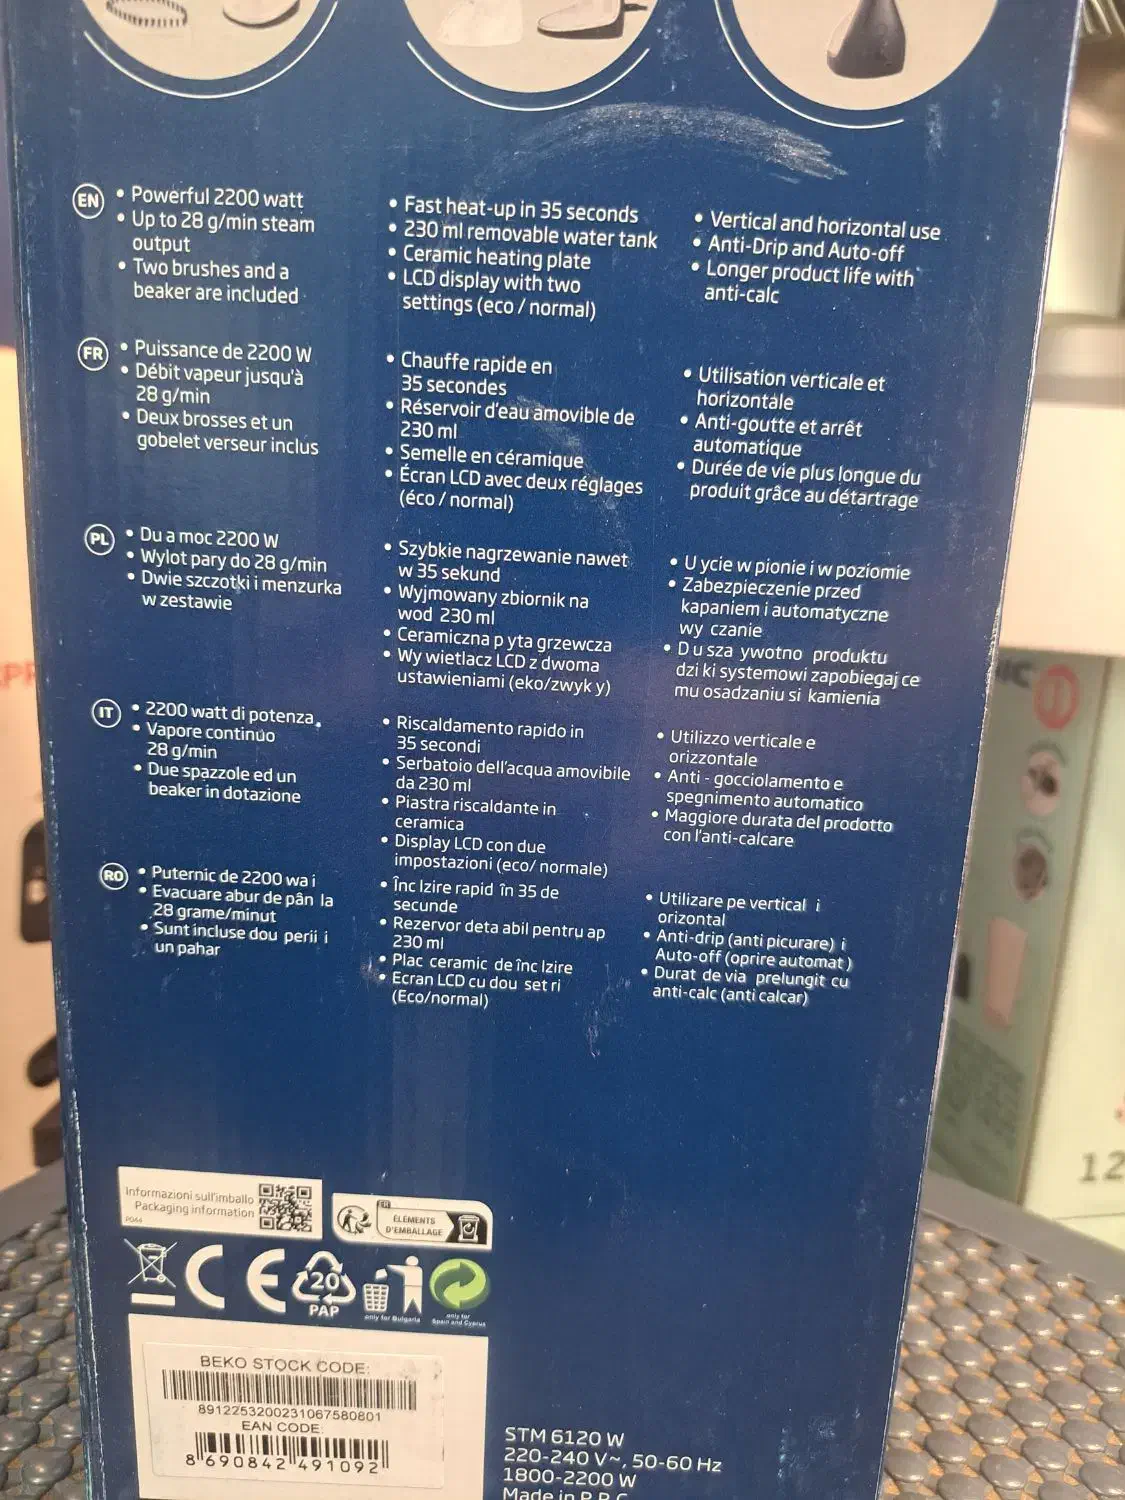 EN
• Powerful 2200 watt
• Up to 28 g/min steam
output
• Two brushes and a
beaker are included
• Fast heat-up in 35 seconds
• 230 ml removable water tank
• Ceramic heating plate
• LCD display with two
settings (eco / normal)
• Vertical and horizontal use
• Anti-Drip and Auto-off
• Longer product life with
anti-calc
FR
• Puissance de 2200 W
• Débit vapeur jusqu'à
28 g/min
• Deux brosses et un
gobelet verseur inclus
• Chauffe rapide en
35 secondes
• Réservoir d'eau amovible de
230 ml
• Semelle en céramique
• Écran LCD avec deux réglages
(éco / normal)
• Utilisation verticale et
horizontale
• Anti-goutte et arrêt
automatique
• Durée de vie plus longue du
produit grâce au détartrage
PL
• Du a moc 2200 W
• Wylot pary do 28 g/min
• Dwie szczotki i menzurka
w zestawie
• Szybkie nagrzewanie nawet
w 35 sekund
• Wyjmowany zbiornik na
wod 230 ml
• Ceramiczna p yta grzewcza
• Wy wietlacz LCD z dwoma
ustawieniami (eko/zwyk y)
• U ycie w pionie i w poziomie
• Zabezpieczenie przed
kapaniem i automatyczne
wy czanie
• D u sza ywotno produktu
dzi ki systemowi zapobiegaj ce
mu osadzaniu si kamienia
IT
• 2200 watt di potenza.
• Vapore continuo
28 g/min
• Due spazzole ed un
beaker in dotazione
• Riscaldamento rapido in
35 secondi
• Serbatoio dell'acqua amovibile
da 230 ml
• Piastra riscaldante in
ceramica
• Display LCD con due
impostazioni (eco/ normale)
• Utilizzo verticale e
orizzontale
• Anti - gocciolamento e
spegnimento automatico
• Maggiore durata del prodotto
con l'anti-calcare
RO
• Puternic de 2200 wa i
• Evacuare abur de pân la
28 grame/minut
• Sunt incluse dou perii i
un pahar
• Înc lzire rapid în 35 de
secunde
• Rezervor deta abil pentru ap
230 ml
• Plac ceramic de înc lzire
• Ecran LCD cu dou set ri
(Eco/normal)
• Utilizare pe vertical i
orizontal
• Anti-drip (anti picurare) i
Auto-off (oprire automat )
• Durat de via prelungit cu
anti-calc (anti calcar)
Informazioni sull'imballo
Packaging information
P066
FR
ÉLÉMENTS
D'EMBALLAGE
CE
20
PAP
only for Bulgaria
only for
Spain and Cyprus
BEKO STOCK CODE:
8912253200231067580801
EAN CODE:
8 690842 491092
STM 6120 W
220-240 V~, 50-60 Hz
1800-2200 W
Made in P.R.C.
12